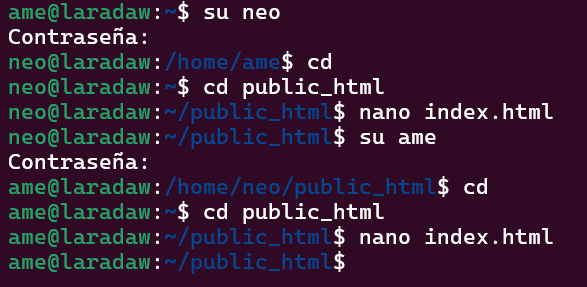 ame@laradaw:~$ su neo
Contraseña:
neo@laradaw:/home/ame$ cd
neo@laradaw:~$ cd public_html
neo@laradaw:~/public_html$ nano index.html
neo@laradaw:~/public_html$ su ame
Contraseña:
ame@laradaw:/home/neo/public_html$ cd
ame@laradaw:~$ cd public_html
ame@laradaw:~/public_html$ nano index.html
ame@laradaw:~/public_html$